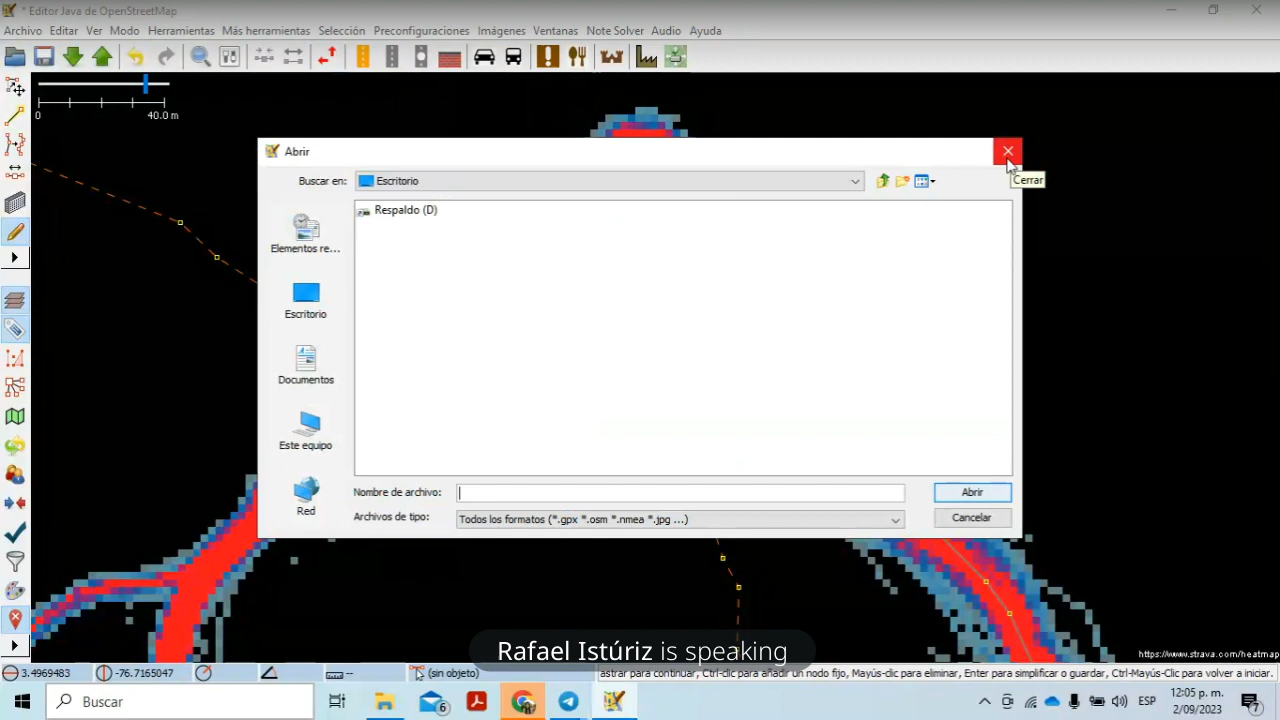 * Editor Java de OpenStreetMap
Archivo Editar Ver Modo Herramientas Más herramientas Selección Preconfiguraciones Imágenes Ventanas Note Solver Audio Ayuda
0 40.0 m
Abrir
Cerrar
Buscar en: Escritorio
Respaldo (D)
Elementos re...
Escritorio
Documentos
Este equipo
Red
Nombre de archivo: Abrir
Archivos de tipo: Todos los formatos (*.gpx *.osm *.nmea *.jpg ...) Cancelar
Rafael Istúriz is speaking
https://www.strava.com/heatmap
3.4969483 -76.7165047 -- (sin objeto) astrar para continuar, Ctrl-clic para añadir un nodo fijo, Mayús-clic para eliminar, Enter para simplificar o guardar, Ctrl-Mayús-Clic para volver a iniciar.
Buscar 6 ESP 12:05 p. m.
2/09/2023 7